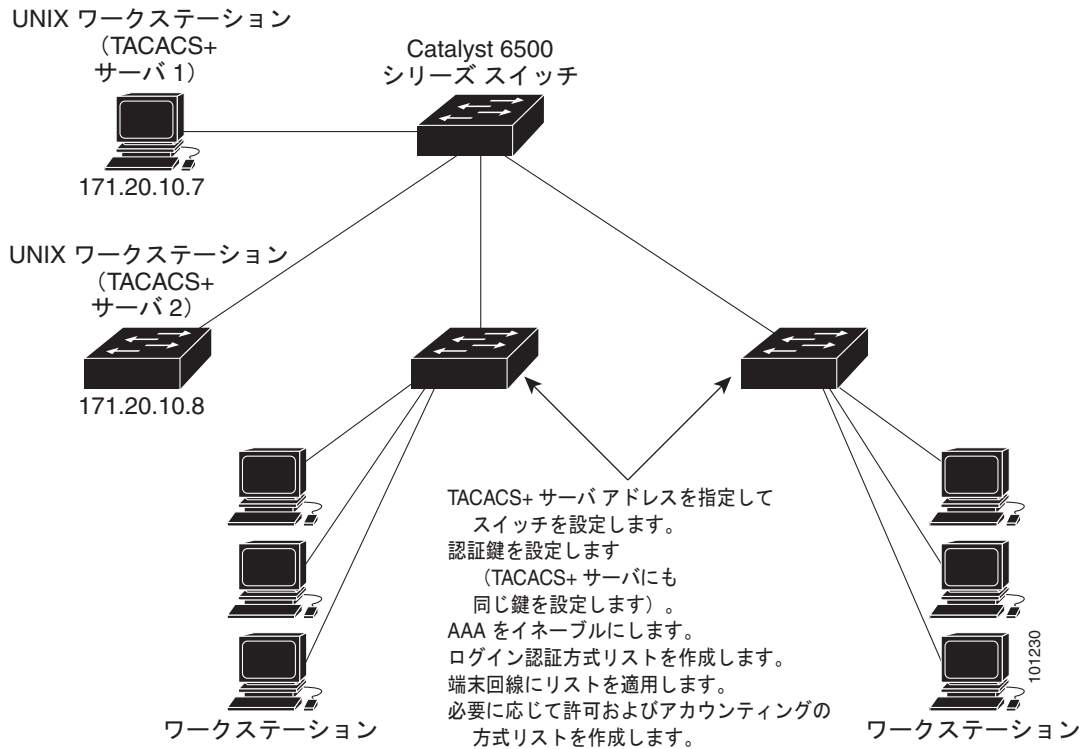 UNIX ワークステーション
（TACACS+
サーバ 1）
171.20.10.7
Catalyst 6500
シリーズ スイッチ
UNIX ワークステーション
（TACACS+
サーバ 2）
171.20.10.8
TACACS+ サーバ アドレスを指定して
スイッチを設定します。
認証鍵を設定します
（TACACS+ サーバにも
同じ鍵を設定します）。
AAA をイネーブルにします。
ログイン認証方式リストを作成します。
端末回線にリストを適用します。
必要に応じて許可およびアカウンティングの
方式リストを作成します。
ワークステーション
ワークステーション
101230